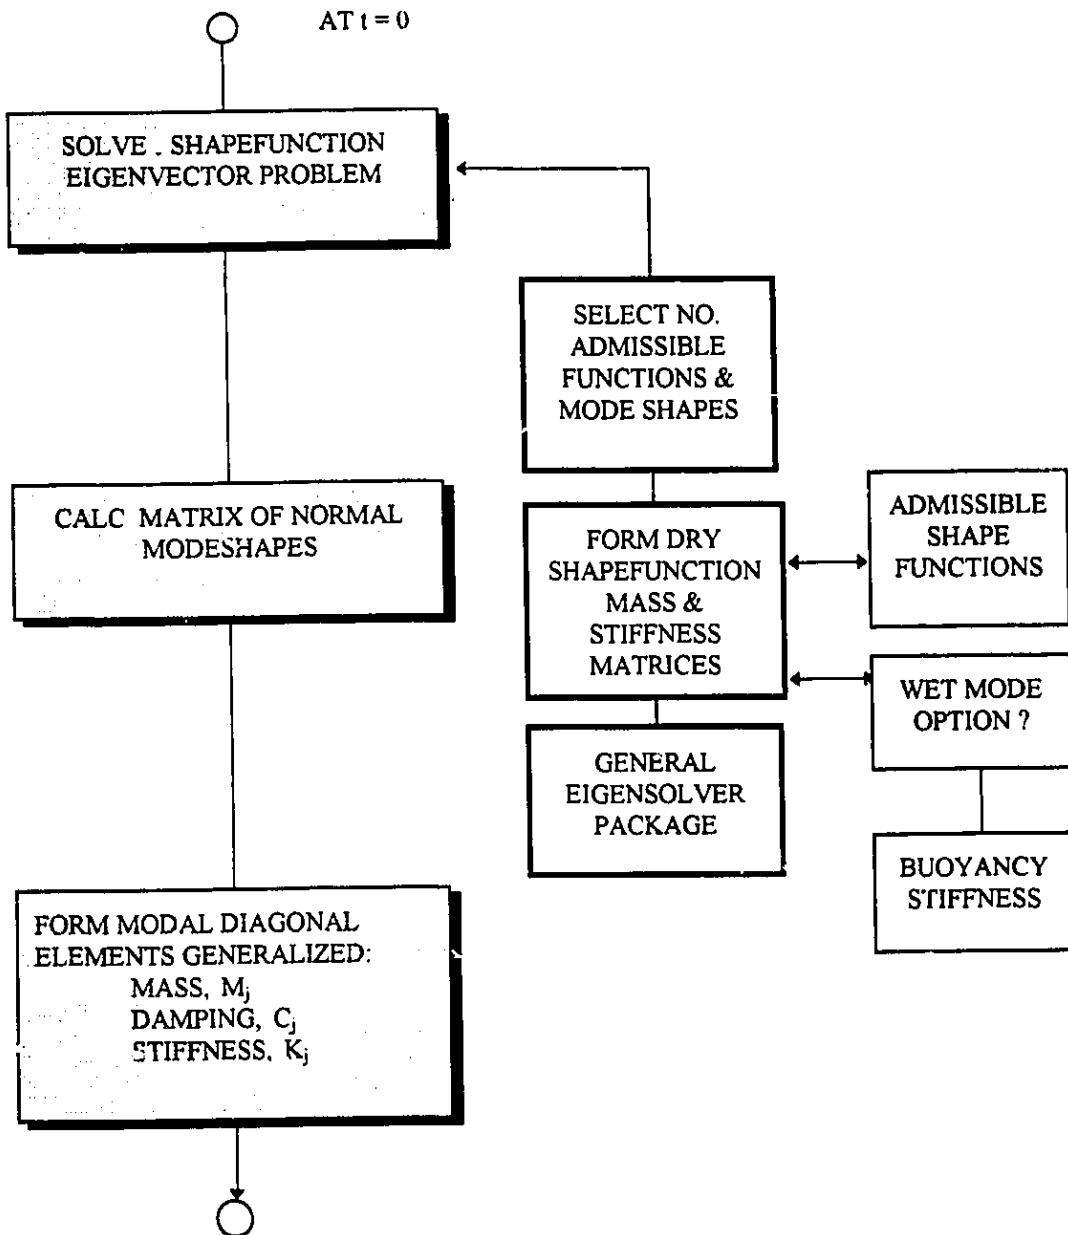 AT t = 0
SOLVE . SHAPEFUNCTION
EIGENVECTOR PROBLEM
SELECT NO.
ADMISSIBLE
FUNCTIONS &
MODE SHAPES
CALC MATRIX OF NORMAL
MODESHAPES
FORM DRY
SHAPEFUNCTION
MASS &
STIFFNESS
MATRICES
ADMISSIBLE
SHAPE
FUNCTIONS
WET MODE
OPTION ?
GENERAL
EIGENSOLVER
PACKAGE
BUOYANCY
STIFFNESS
FORM MODAL DIAGONAL
ELEMENTS GENERALIZED:
MASS, Mj
DAMPING, Cj
STIFFNESS, Kj